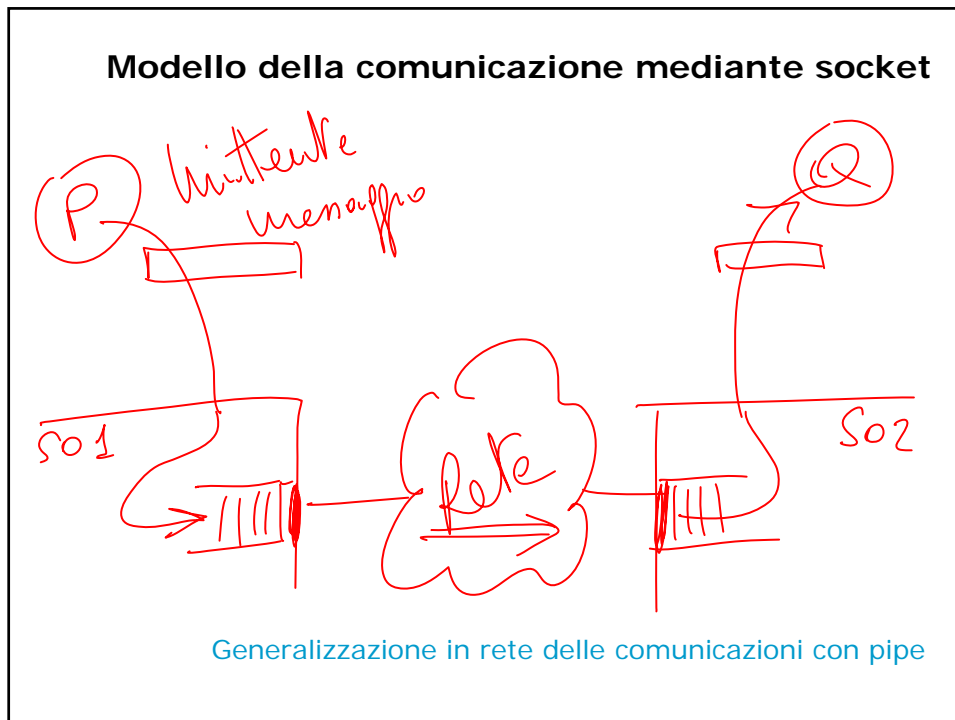 Modello della comunicazione mediante socket
P
Mittente
messaggio
Q
SO1
Rete
SO2
Generalizzazione in rete delle comunicazioni con pipe